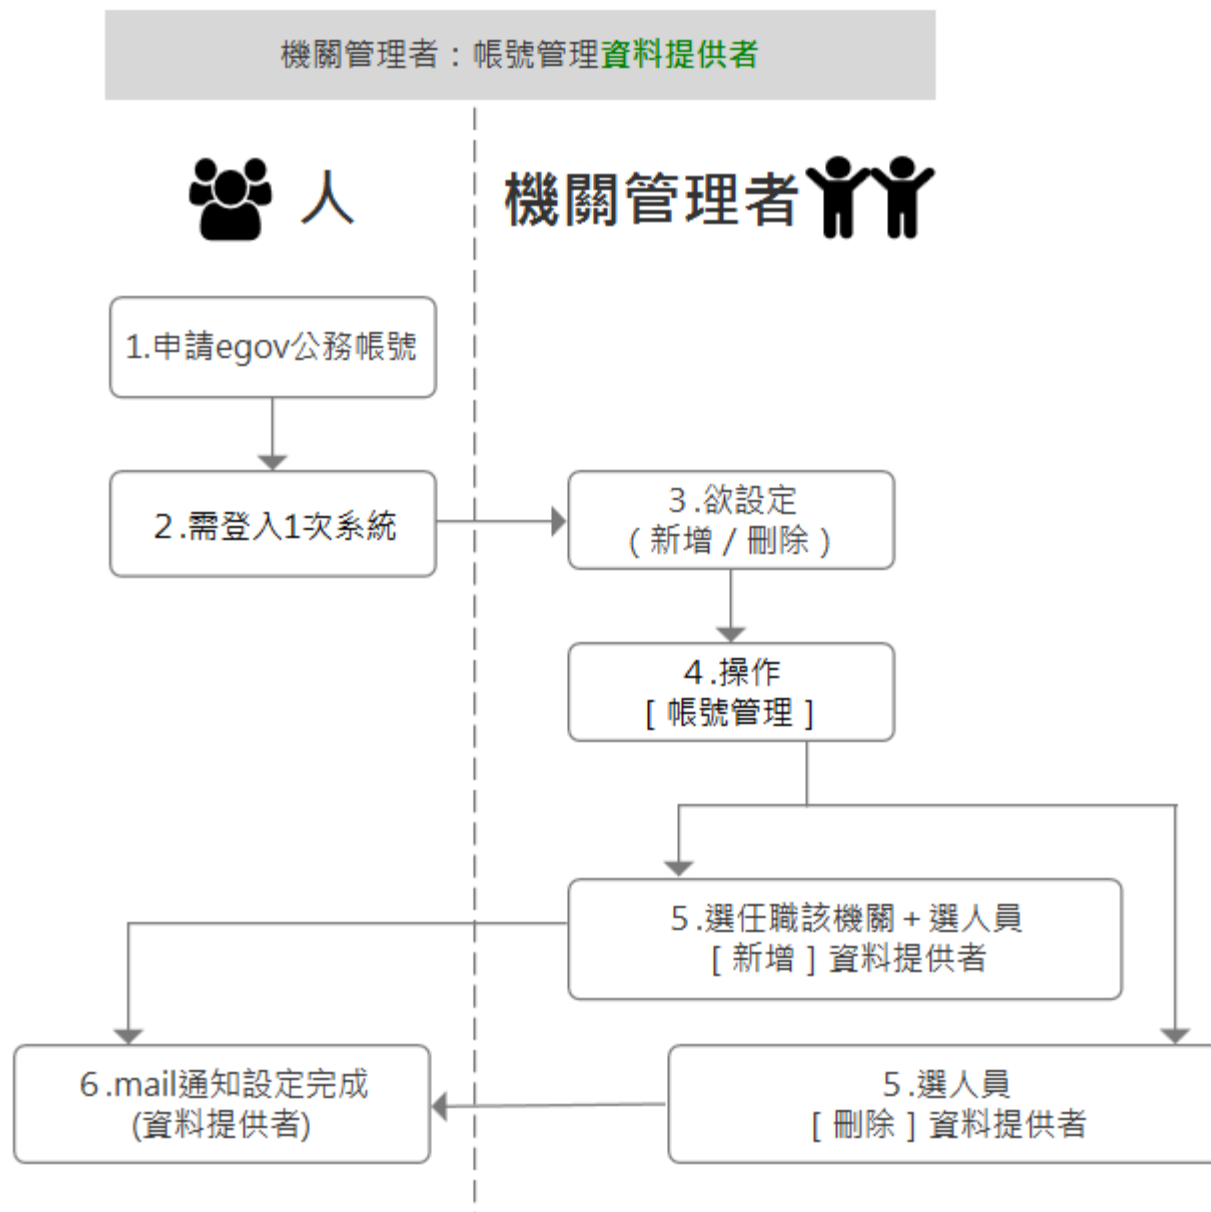 機關管理者：帳號管理資料提供者
人
機關管理者
1.申請egov公務帳號
２.需登入1次系統
３.欲設定
（新增／刪除）
４.操作
［帳號管理］
５.選任職該機關＋選人員
［新增］資料提供者
６.mail通知設定完成
(資料提供者)
５.選人員
［刪除］資料提供者